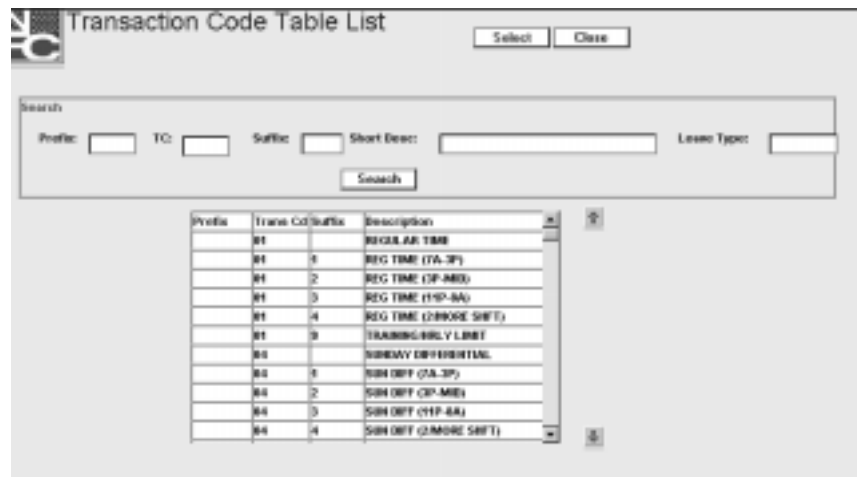 NFC
Transaction Code Table List
Select Close
Search
Prefix: TC: Suffix: Short Desc: Leave Type:
Search
Prefix Trans Cd Suffix Description
01 REGULAR TIME
01 1 REG TIME (7A-3P)
01 2 REG TIME (3P-MID)
01 3 REG TIME (11P-8A)
01 4 REG TIME (2/MORE SHFT)
01 TRAINING/HRLY LIMIT
04 SUNDAY DIFFERENTIAL
04 1 SUN DIFF (7A-3P)
04 2 SUN DIFF (3P-MID)
04 3 SUN DIFF (11P-8A)
04 4 SUN DIFF (2/MORE SHFT)